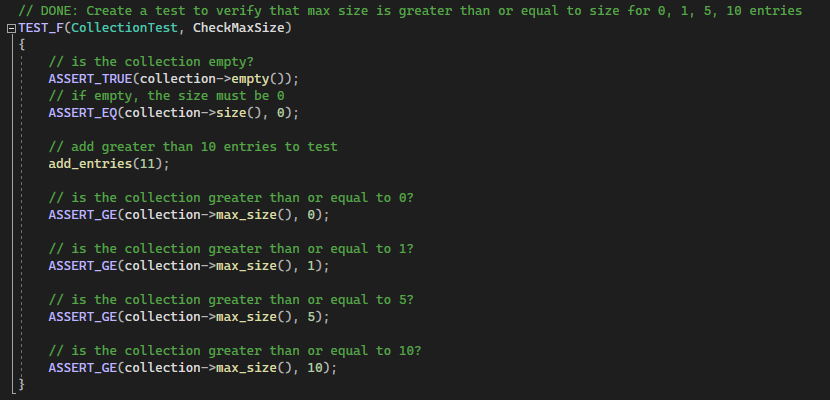 // DONE: Create a test to verify that max size is greater than or equal to size for 0, 1, 5, 10 entries
TEST_F(CollectionTest, CheckMaxSize)
{
// is the collection empty?
ASSERT_TRUE(collection->empty());
// if empty, the size must be 0
ASSERT_EQ(collection->size(), 0);
// add greater than 10 entries to test
add_entries(11);
// is the collection greater than or equal to 0?
ASSERT_GE(collection->max_size(), 0);
// is the collection greater than or equal to 1?
ASSERT_GE(collection->max_size(), 1);
// is the collection greater than or equal to 5?
ASSERT_GE(collection->max_size(), 5);
// is the collection greater than or equal to 10?
ASSERT_GE(collection->max_size(), 10);
}